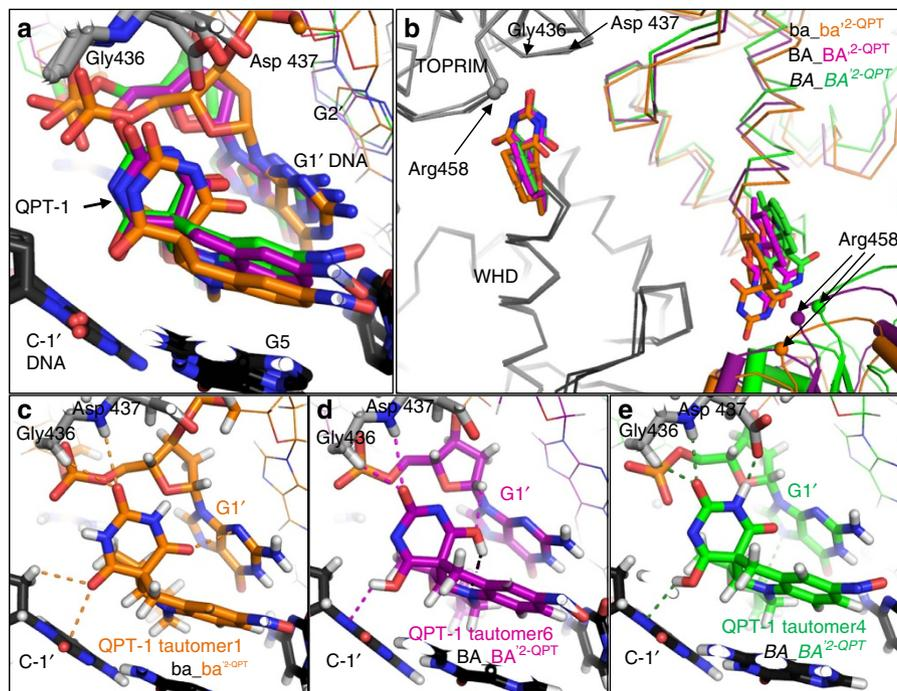 a
Gly436
Asp 437
G2′
G1′ DNA
QPT-1
C-1′
DNA
G5
b
Gly436
Asp 437
TOPRIM
Arg458
WHD
ba_ba′2-QPT
BA_BA′2-QPT
BA_BA′2-QPT
Arg458
c
Asp 437
Gly436
G1′
QPT-1 tautomer1
ba_ba′2-QPT
C-1′
d
Asp 437
Gly436
G1′
QPT-1 tautomer6
BA_BA′2-QPT
C-1′
e
Asp 437
Gly436
G1′
QPT-1 tautomer4
BA_BA′2-QPT
C-1′